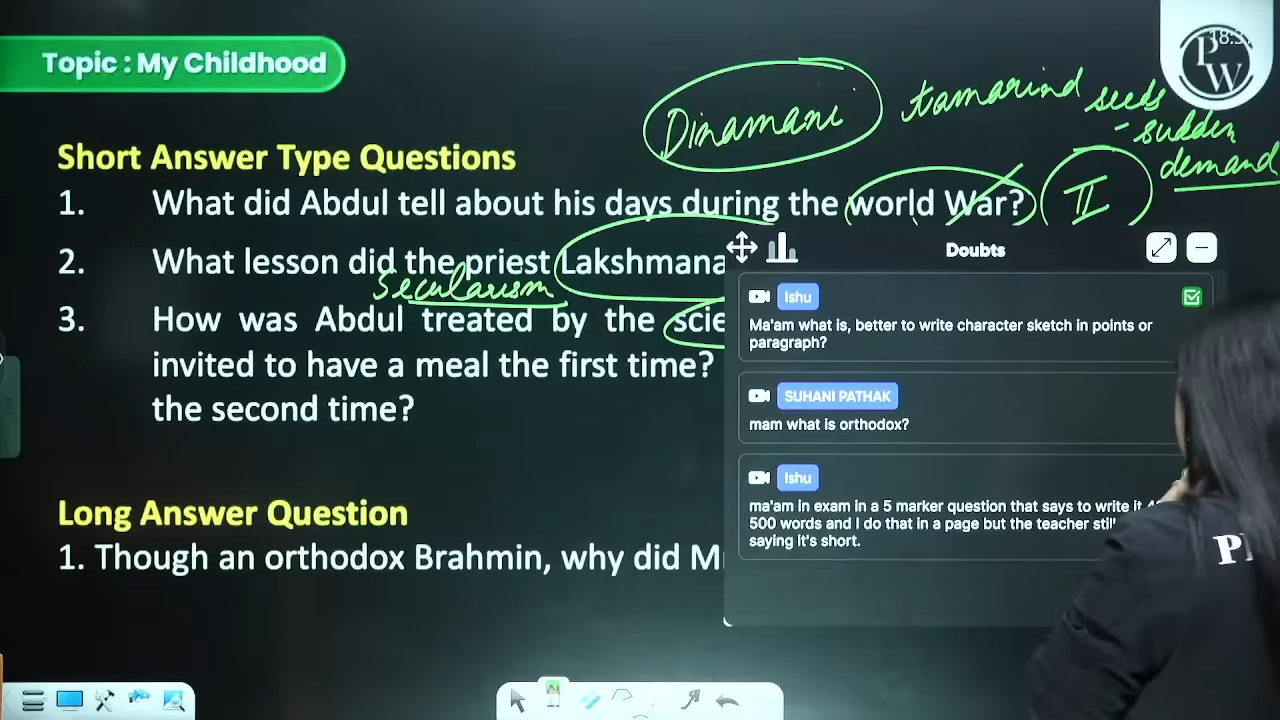 Topic : My Childhood
PW
Dinamani
tamarind seeds
- sudden
demand
Short Answer Type Questions
1. What did Abdul tell about his days during the world War?
II
2. What lesson did the priest Lakshmana
Secularism
3. How was Abdul treated by the scie
invited to have a meal the first time?
the second time?
Long Answer Question
1. Though an orthodox Brahmin, why did M
Doubts
Ishu
Ma'am what is, better to write character sketch in points or
paragraph?
SUHANI PATHAK
mam what is orthodox?
Ishu
ma'am in exam in a 5 marker question that says to write it
500 words and I do that in a page but the teacher still
saying it's short.
P